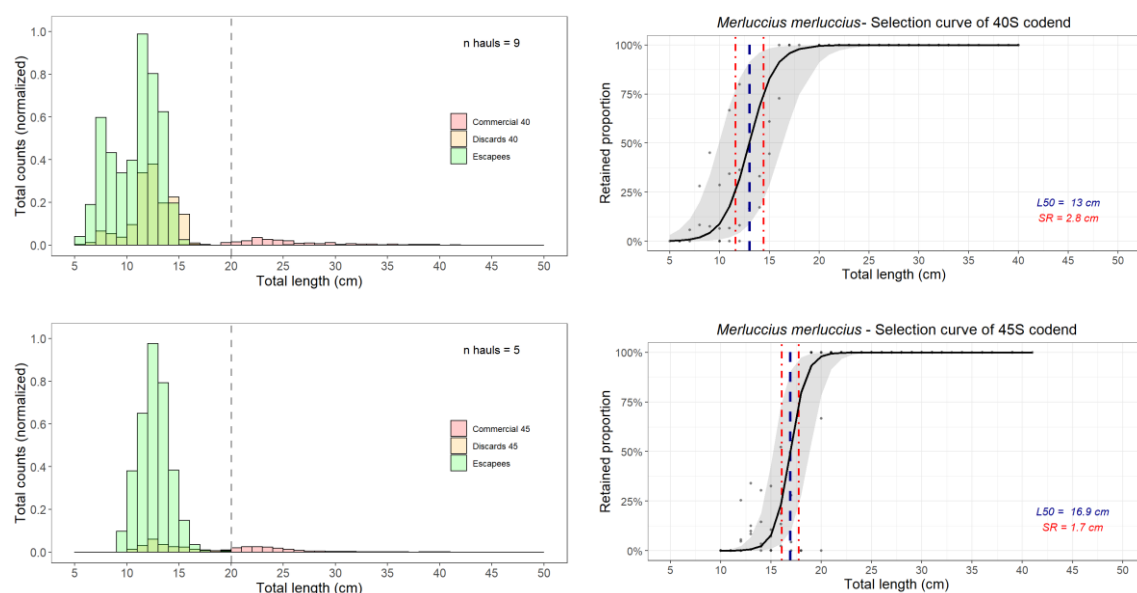 n hauls = 9
Commercial 40
Discards 40
Escapees
Total counts (normalized)
1.0
0.8
0.6
0.4
0.2
0.0
5 10 15 20 25 30 35 40 45 50
Total length (cm)
Merluccius merluccius- Selection curve of 40S codend
Retained proportion
100%
75%
50%
25%
0%
L50 = 13 cm
SR = 2.8 cm
5 10 15 20 25 30 35 40 45 50
Total length (cm)
n hauls = 5
Commercial 45
Discards 45
Escapees
Total counts (normalized)
1.0
0.8
0.6
0.4
0.2
0.0
5 10 15 20 25 30 35 40 45 50
Total length (cm)
Merluccius merluccius - Selection curve of 45S codend
Retained proportion
100%
75%
50%
25%
0%
L50 = 16.9 cm
SR = 1.7 cm
5 10 15 20 25 30 35 40 45 50
Total length (cm)